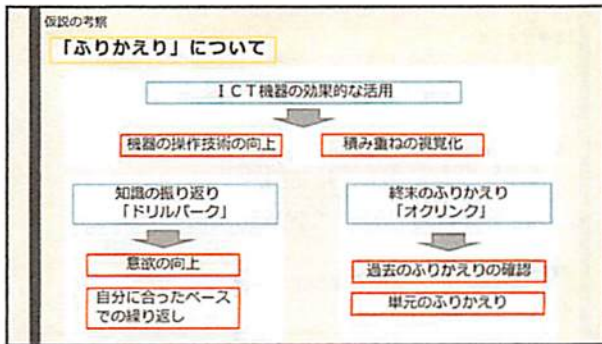 仮説の考察
「ふりかえり」について
ICT機器の効果的な活用
機器の操作技術の向上
積み重ねの視覚化
知識の振り返り
「ドリルパーク」
意欲の向上
自分に合ったペース
での繰り返し
終末のふりかえり
「オクリンク」
過去のふりかえりの確認
単元のふりかえり